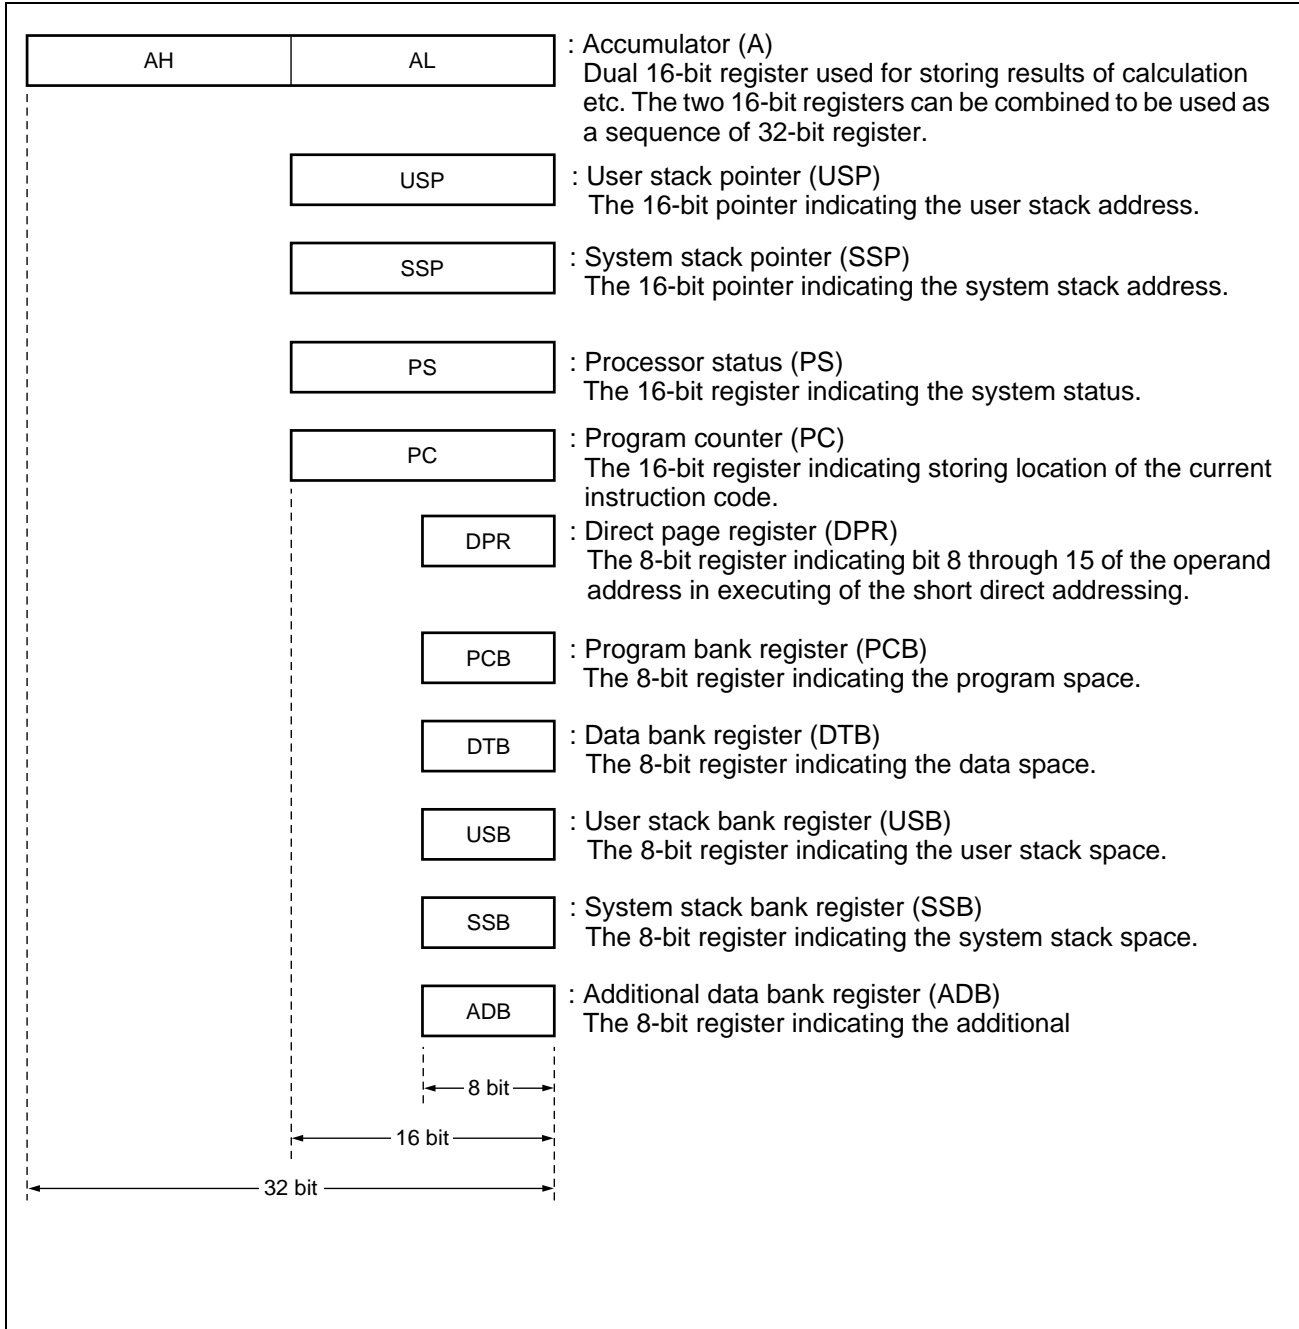 AH AL : Accumulator (A)
Dual 16-bit register used for storing results of calculation
etc. The two 16-bit registers can be combined to be used as
a sequence of 32-bit register.
USP : User stack pointer (USP)
The 16-bit pointer indicating the user stack address.
SSP : System stack pointer (SSP)
The 16-bit pointer indicating the system stack address.
PS : Processor status (PS)
The 16-bit register indicating the system status.
PC : Program counter (PC)
The 16-bit register indicating storing location of the current
instruction code.
DPR : Direct page register (DPR)
The 8-bit register indicating bit 8 through 15 of the operand
address in executing of the short direct addressing.
PCB : Program bank register (PCB)
The 8-bit register indicating the program space.
DTB : Data bank register (DTB)
The 8-bit register indicating the data space.
USB : User stack bank register (USB)
The 8-bit register indicating the user stack space.
SSB : System stack bank register (SSB)
The 8-bit register indicating the system stack space.
ADB : Additional data bank register (ADB)
The 8-bit register indicating the additional
8 bit
16 bit
32 bit